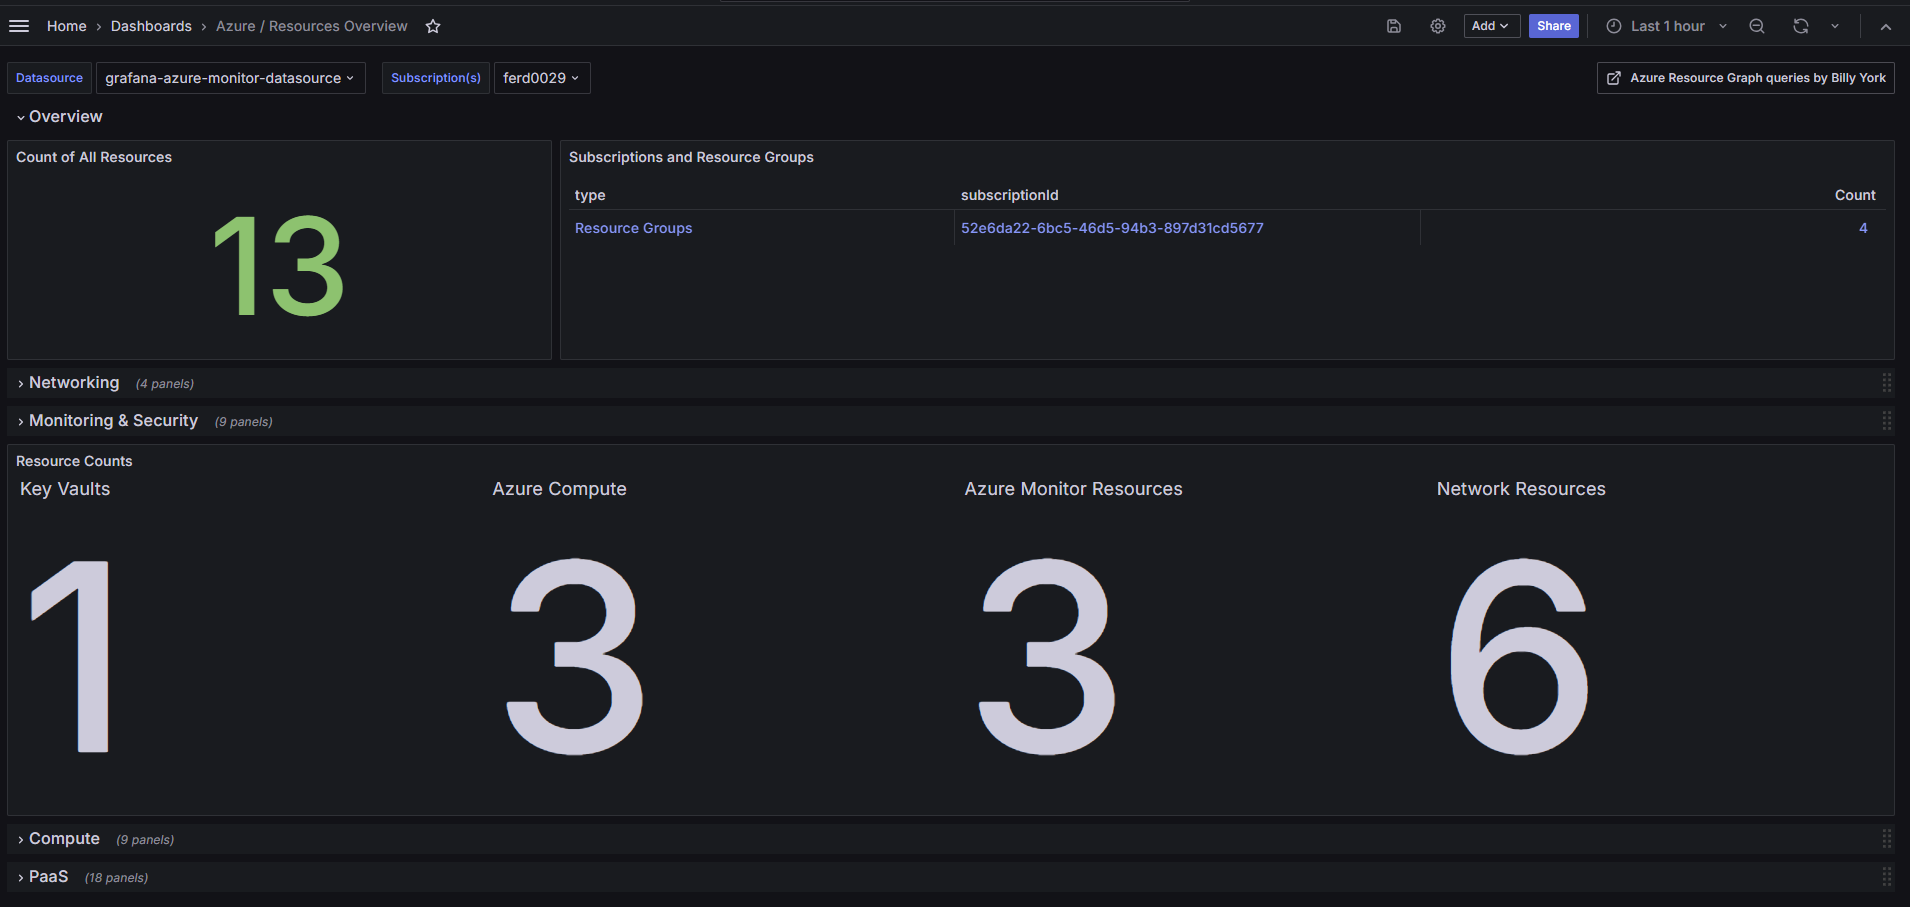 Home › Dashboards › Azure / Resources Overview
Add
Share
Last 1 hour
Datasource grafana-azure-monitor-datasource Subscription(s) ferd0029
Azure Resource Graph queries by Billy York
Overview
Count of All Resources
13
Subscriptions and Resource Groups
type subscriptionId Count
Resource Groups 52e6da22-6bc5-46d5-94b3-897d31cd5677 4
Networking (4 panels)
Monitoring & Security (9 panels)
Resource Counts
Key Vaults Azure Compute Azure Monitor Resources Network Resources
1 3 3 6
Compute (9 panels)
PaaS (18 panels)